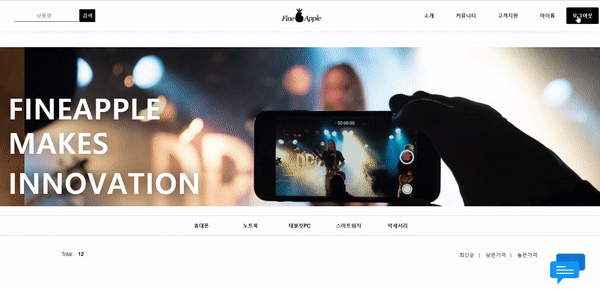 상품명
검색
Fine Apple
소개
커뮤니티
고객지원
마이룸
로그아웃
FINEAPPLE
MAKES
INNOVATION
00:00:00
휴대폰
노트북
태블릿PC
스마트워치
악세서리
Total 12
최신순 | 낮은가격 | 높은가격